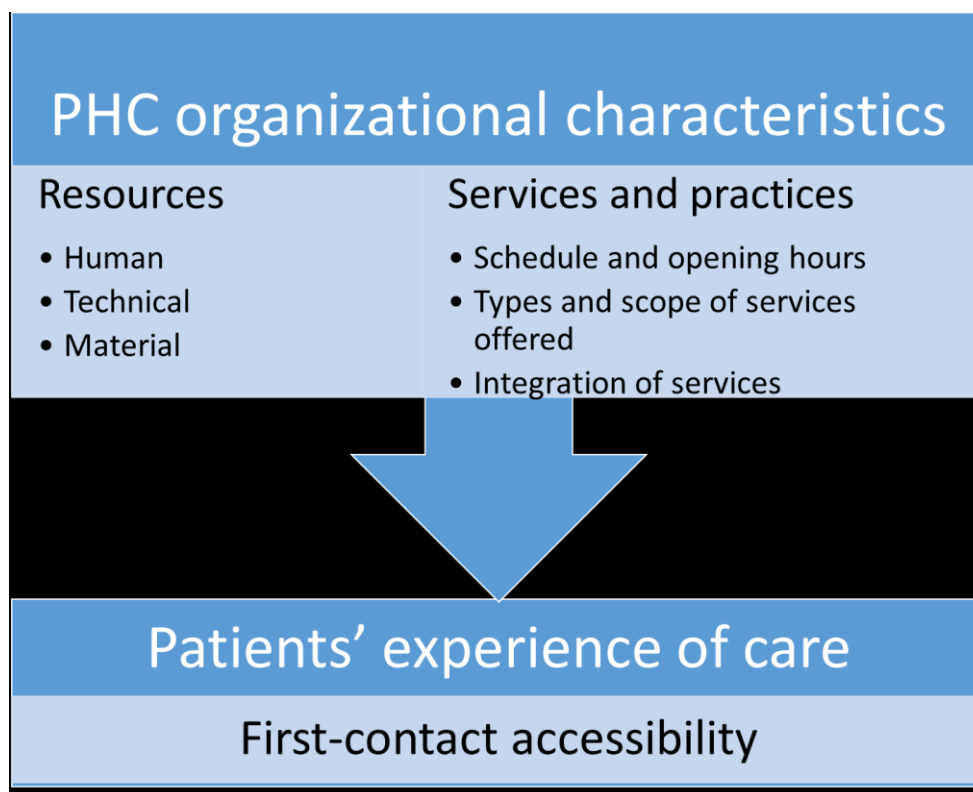 PHC organizational characteristics
Resources
• Human
• Technical
• Material
Services and practices
• Schedule and opening hours
• Types and scope of services
offered
• Integration of services
Patients’ experience of care
First-contact accessibility